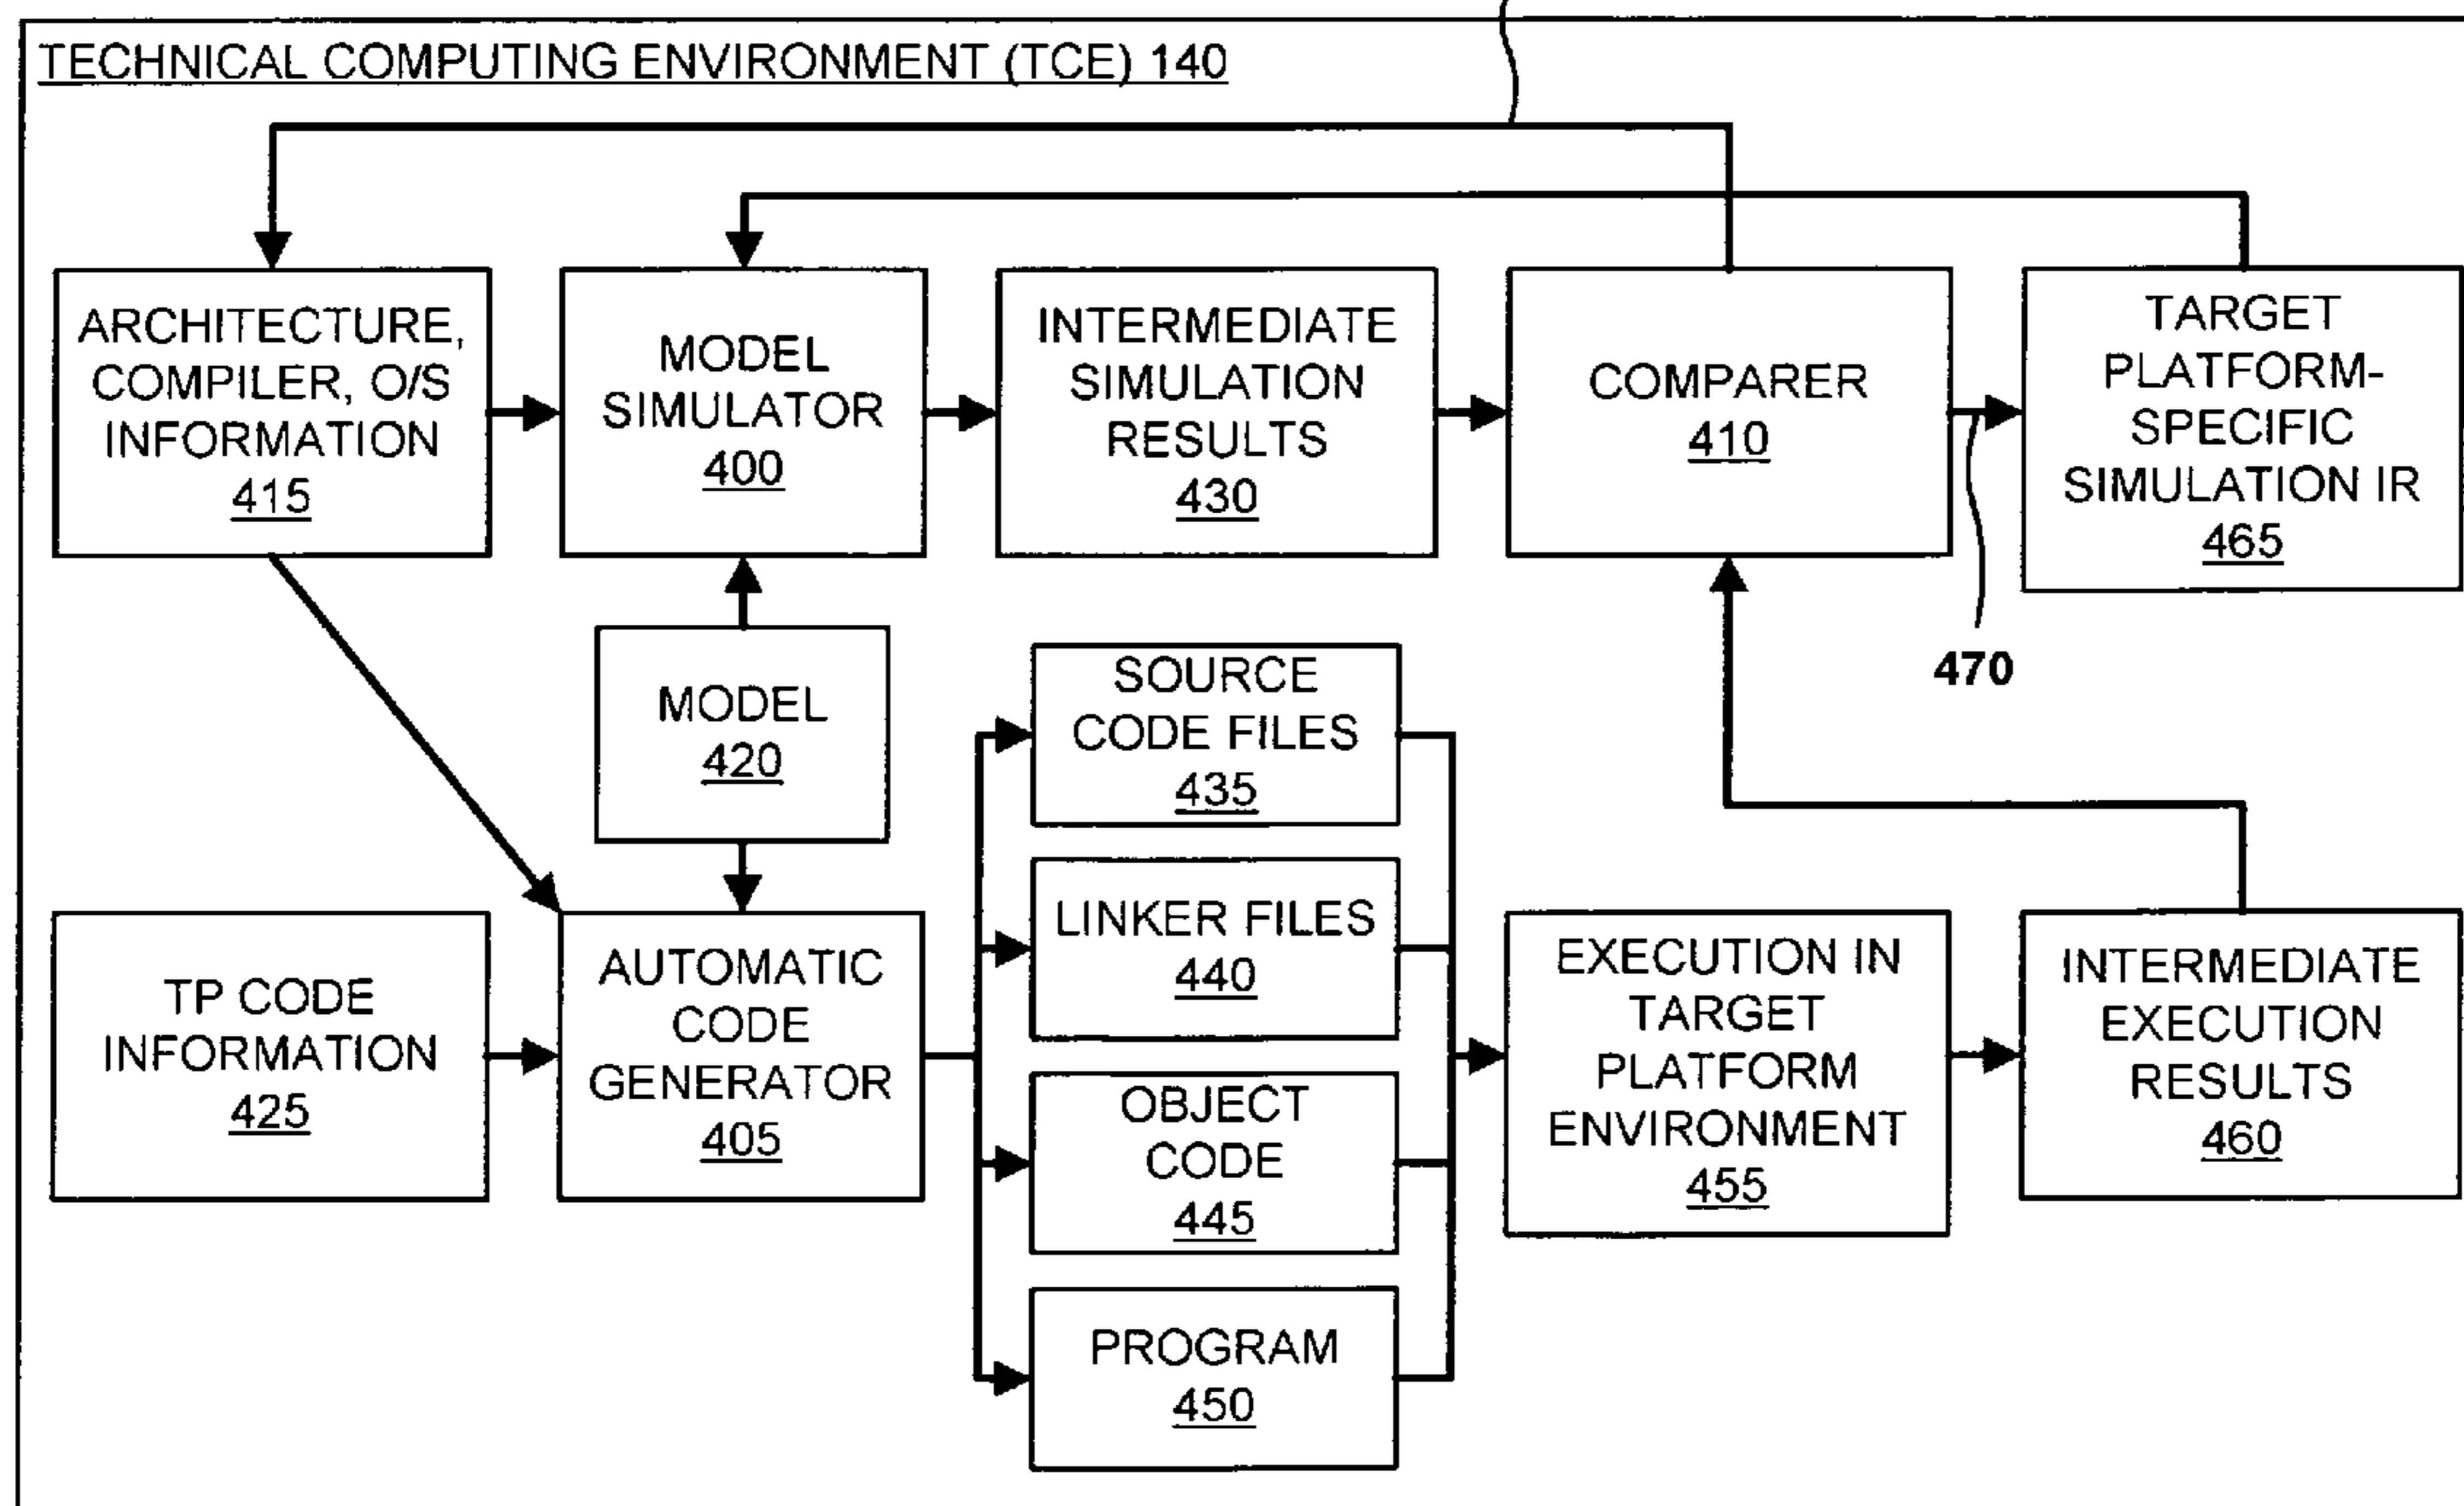 TECHNICAL COMPUTING ENVIRONMENT (TCE) 140
ARCHITECTURE,
COMPILER, O/S
INFORMATION
415
MODEL
SIMULATOR
400
INTERMEDIATE
SIMULATION
RESULTS
430
COMPARER
410
TARGET
PLATFORM-
SPECIFIC
SIMULATION IR
465
470
MODEL
420
SOURCE
CODE FILES
435
LINKER FILES
440
OBJECT
CODE
445
PROGRAM
450
TP CODE
INFORMATION
425
AUTOMATIC
CODE
GENERATOR
405
EXECUTION IN
TARGET
PLATFORM
ENVIRONMENT
455
INTERMEDIATE
EXECUTION
RESULTS
460